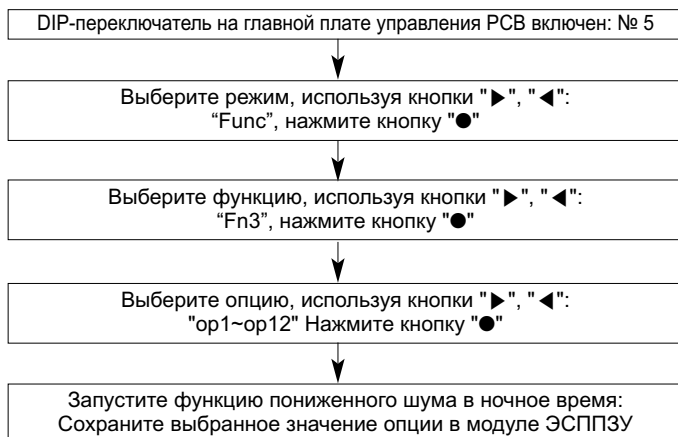 DIP-переключатель на главной плате управления PCB включен: № 5
Выберите режим, используя кнопки "▶", "◀":
“Func”, нажмите кнопку "●"
Выберите функцию, используя кнопки "▶", "◀":
“Fn3”, нажмите кнопку "●"
Выберите опцию, используя кнопки "▶", "◀":
"op1~op12" Нажмите кнопку "●"
Запустите функцию пониженного шума в ночное время:
Сохраните выбранное значение опции в модуле ЭСППЗУ